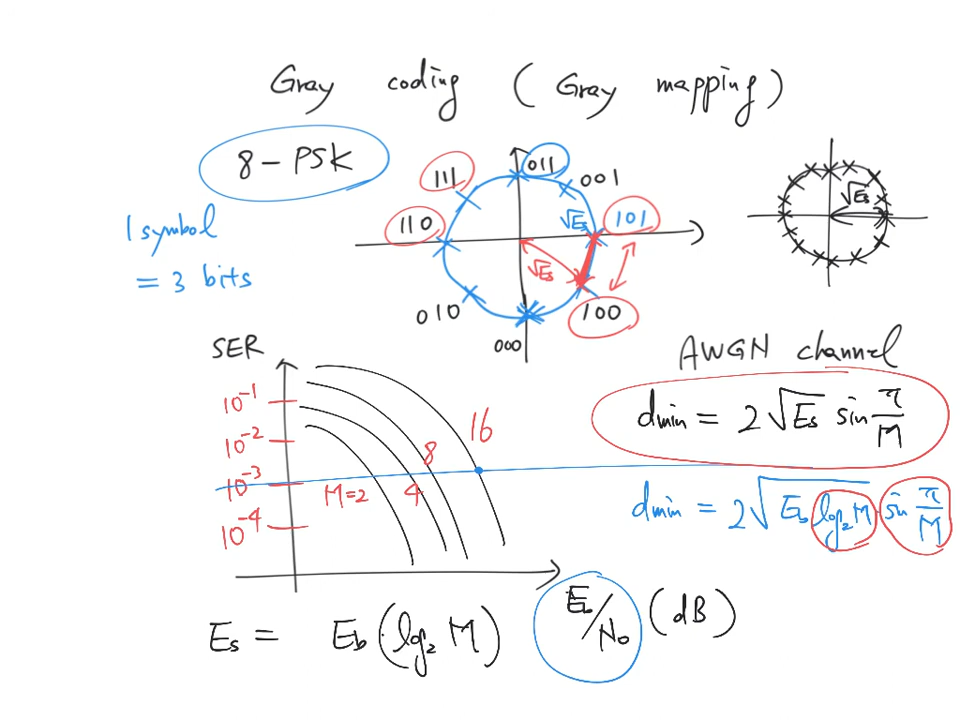 Gray coding (Gray mapping)
8-PSK
1 symbol
= 3 bits
011
111
001
110
√Es
101
√Es
010
100
000
√Es
SER
10⁻¹
10⁻²
10⁻³
10⁻⁴
M=2
4
8
16
AWGN channel
dmin = 2√Es sin π/M
dmin = 2√Eb log₂M sin π/M
Es = Eb (log₂ M)
Eb/No (dB)